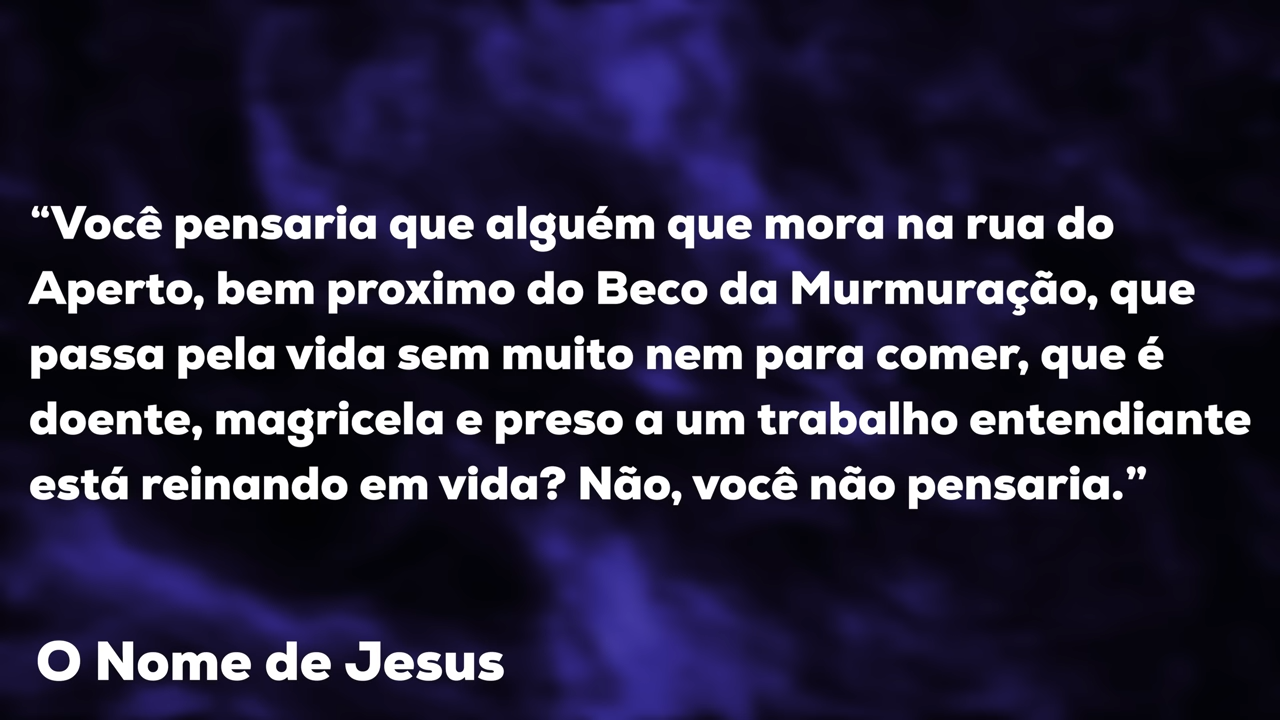 “Você pensaria que alguém que mora na rua do
Aperto, bem proximo do Beco da Murmuração, que
passa pela vida sem muito nem para comer, que é
doente, magricela e preso a um trabalho entendiante
está reinando em vida? Não, você não pensaria.”
O Nome de Jesus